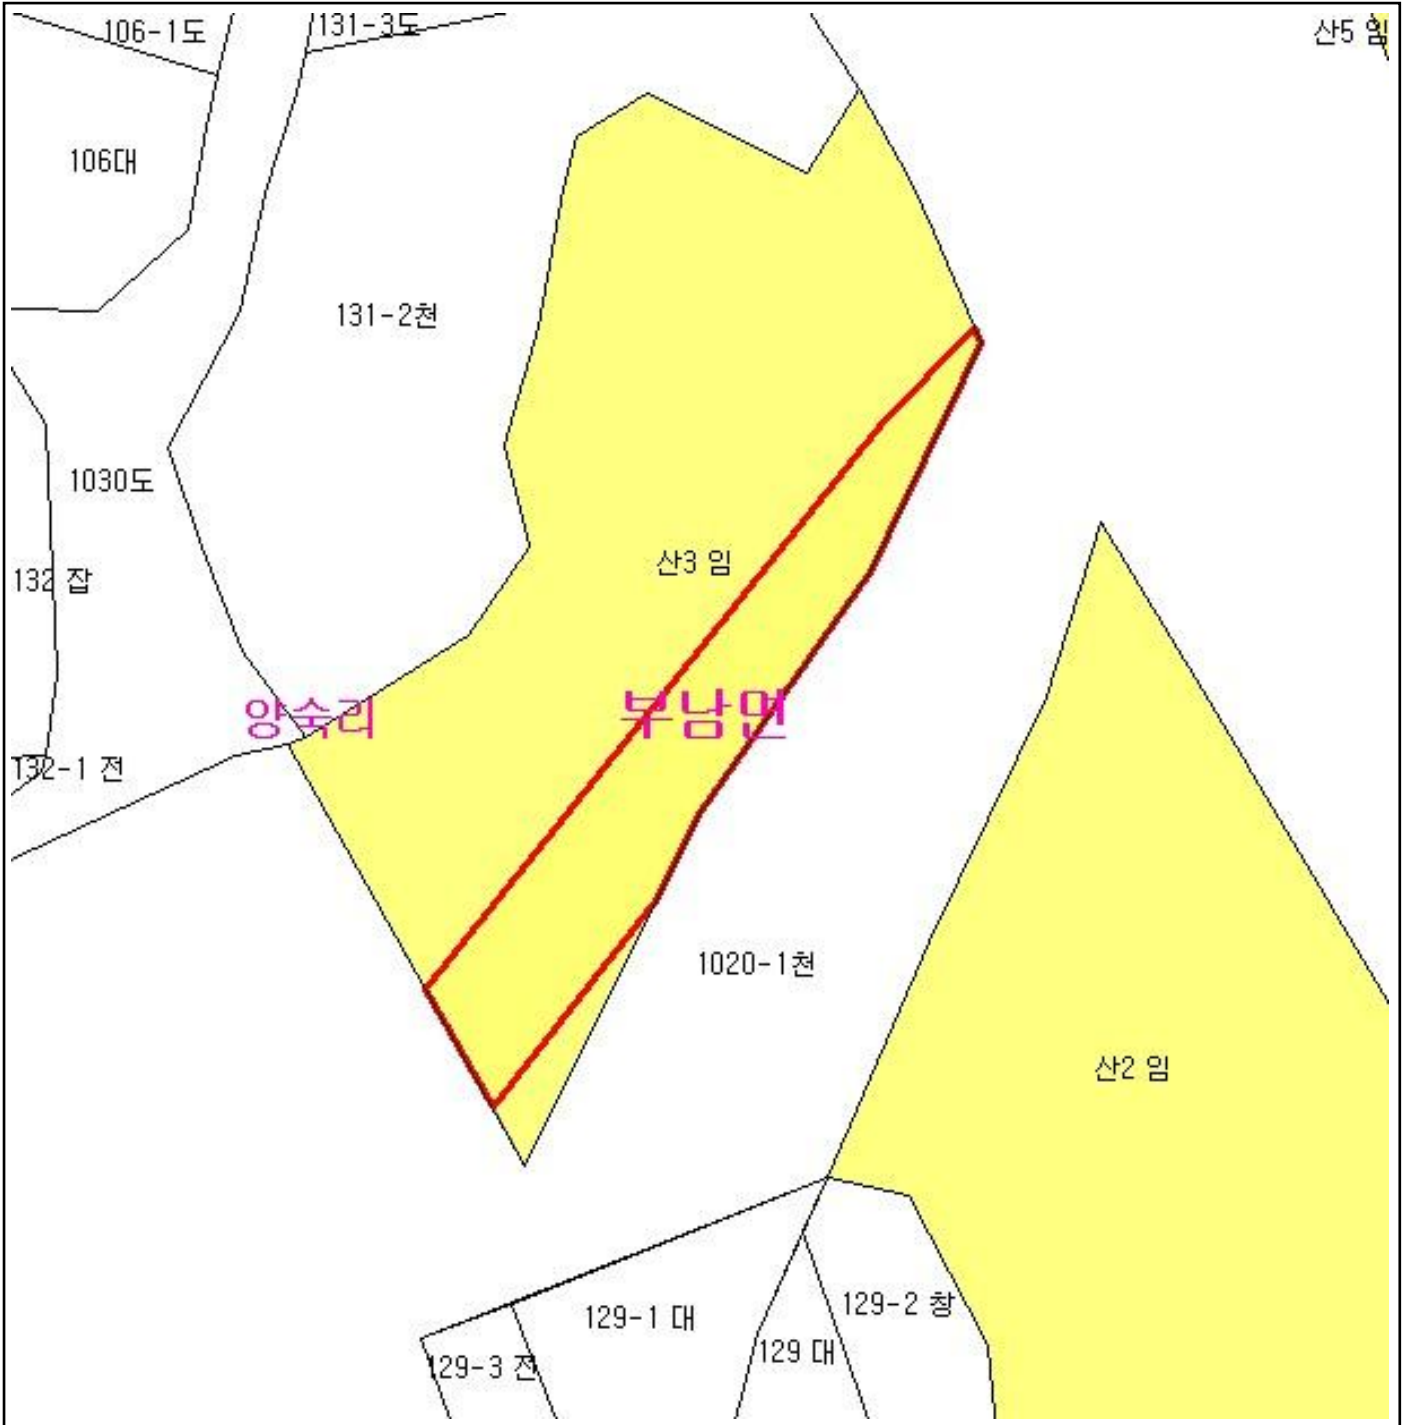 106-1도
131-3도
산5 임
106대
131-2천
1030도
산3 임
132 잡
양숙리
부남면
132-1 전
1020-1천
산2 임
129-2 창
129-1 대
129 대
129-3 전